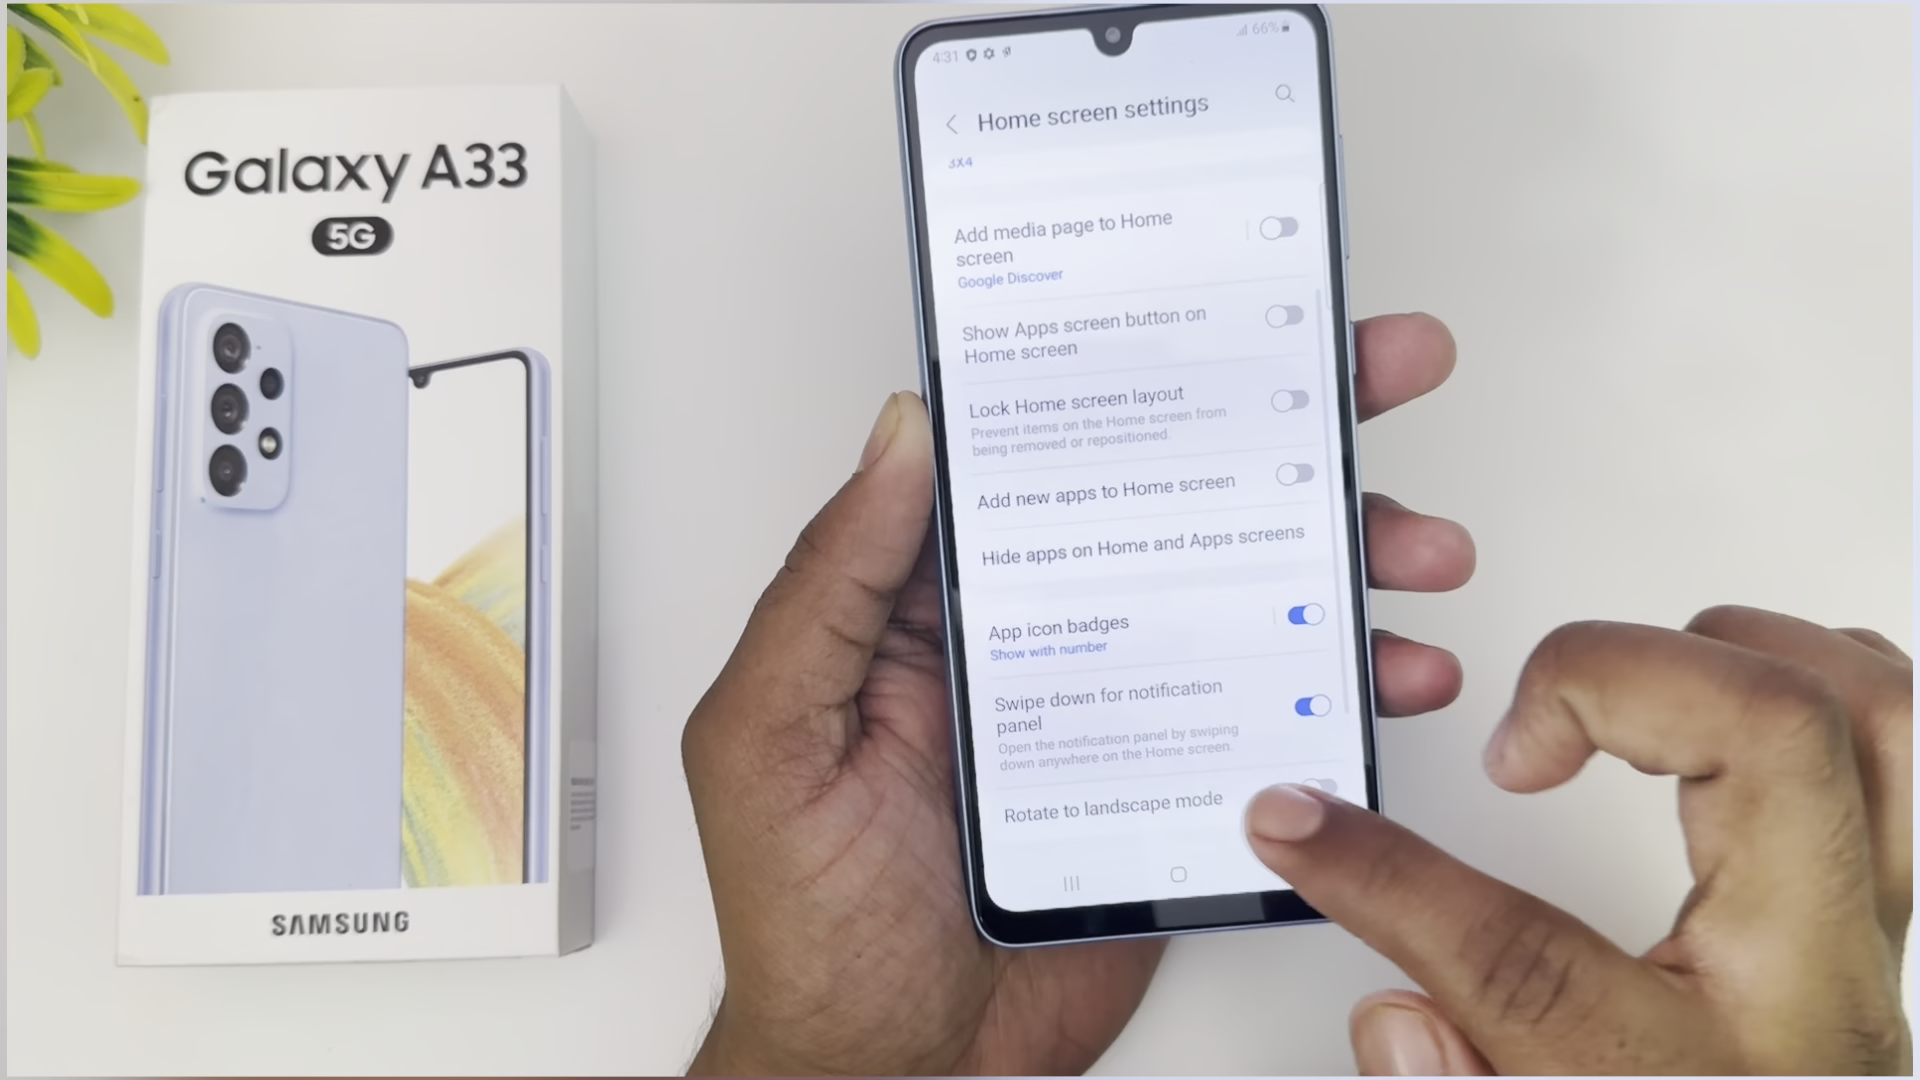 Galaxy A33
5G
SAMSUNG
4:31
66%
Home screen settings
3X4
Add media page to Home
screen
Google Discover
Show Apps screen button on
Home screen
Lock Home screen layout
Prevent items on the Home screen from
being removed or repositioned.
Add new apps to Home screen
Hide apps on Home and Apps screens
App icon badges
Show with number
Swipe down for notification
panel
Open the notification panel by swiping
down anywhere on the Home screen.
Rotate to landscape mode